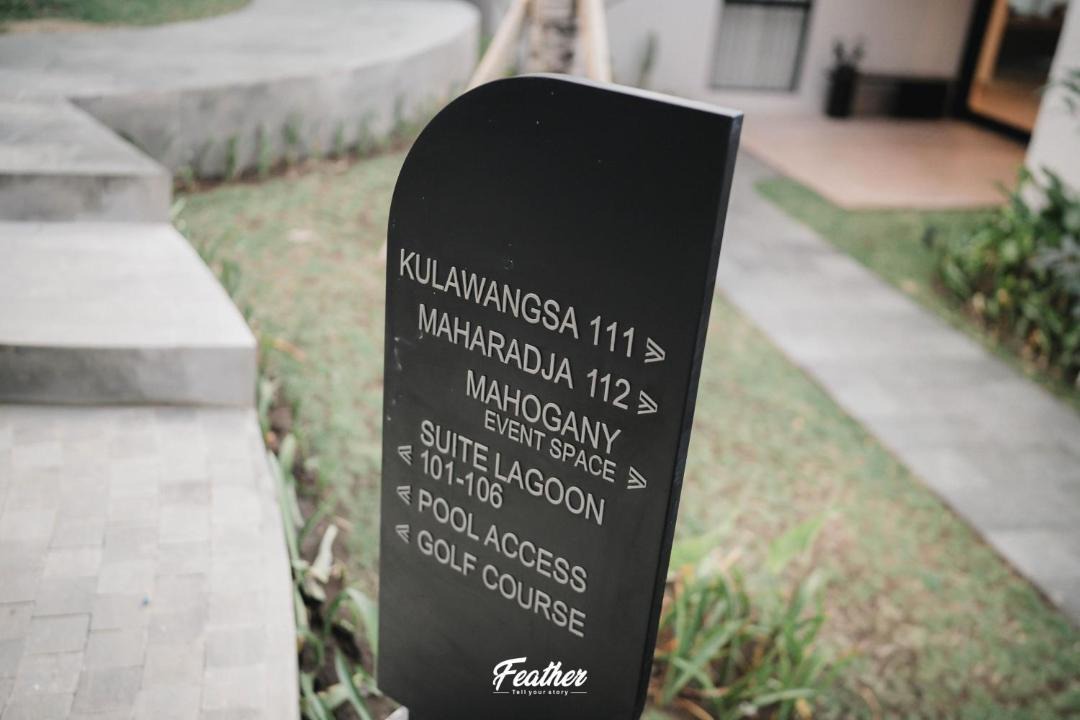 KULAWANGSA 111 »
MAHARADJA 112 »
MAHOGANY
EVENT SPACE »
SUITE LAGOON
« 101-106
« POOL ACCESS
« GOLF COURSE
Feather
Tell your story